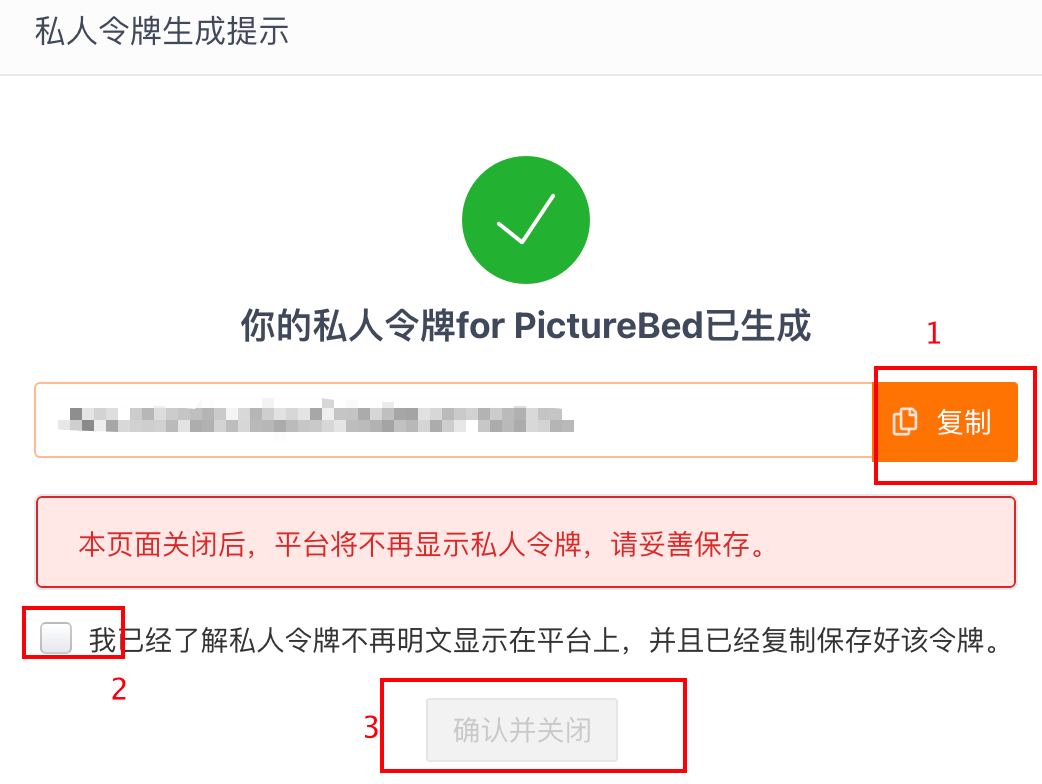 私人令牌生成提示
你的私人令牌for PictureBed已生成
1
复制
本页面关闭后，平台将不再显示私人令牌，请妥善保存。
我已经了解私人令牌不再明文显示在平台上，并且已经复制保存好该令牌。
2
3
确认并关闭